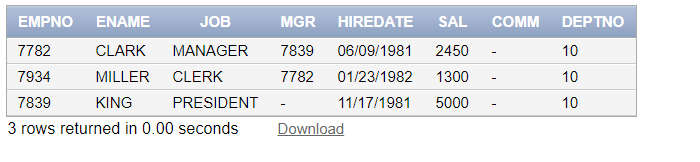 EMPNO ENAME JOB MGR HIREDATE SAL COMM DEPTNO
7782 CLARK MANAGER 7839 06/09/1981 2450 - 10
7934 MILLER CLERK 7782 01/23/1982 1300 - 10
7839 KING PRESIDENT - 11/17/1981 5000 - 10
3 rows returned in 0.00 seconds Download